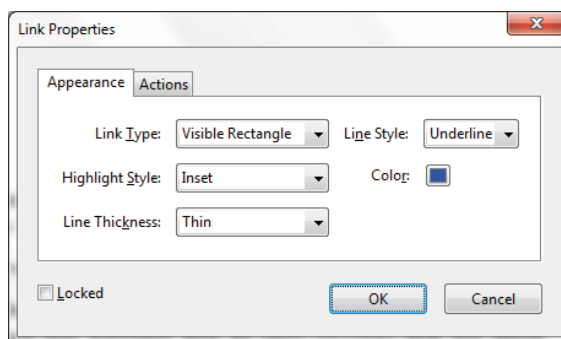 Link Properties
Appearance Actions
Link Type: Visible Rectangle Line Style: Underline
Highlight Style: Inset Color:
Line Thickness: Thin
Locked OK Cancel